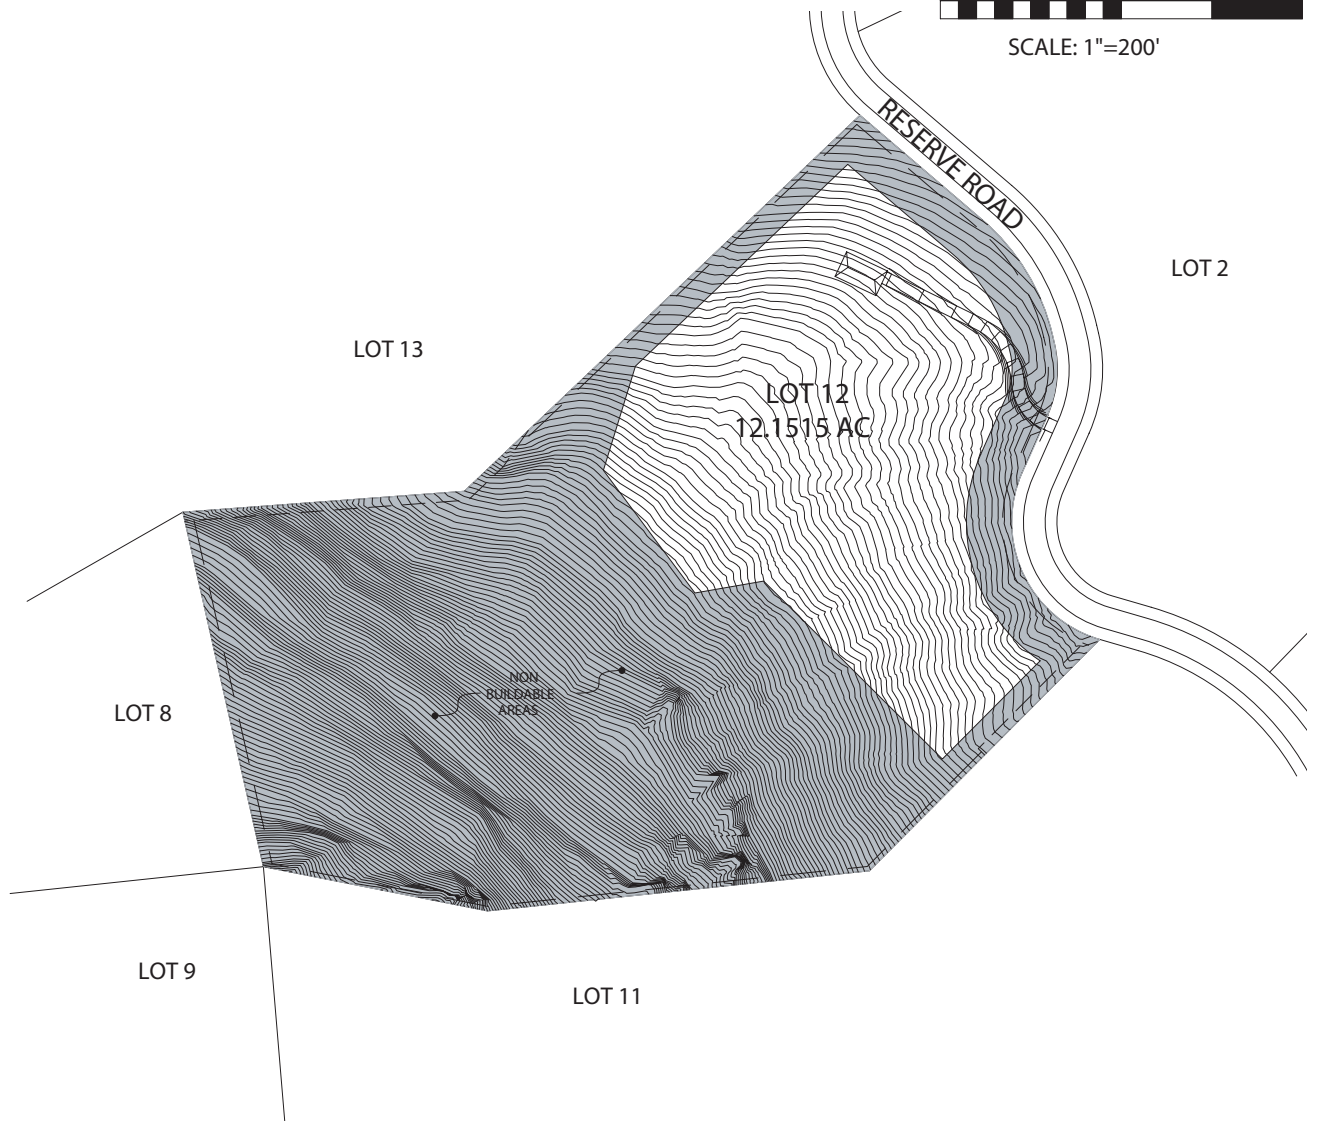 SCALE: 1"=200'
RESERVE ROAD
LOT 2
LOT 13
LOT 12
12.1515 AC
NON
BUILDABLE
AREAS
LOT 8
LOT 9
LOT 11